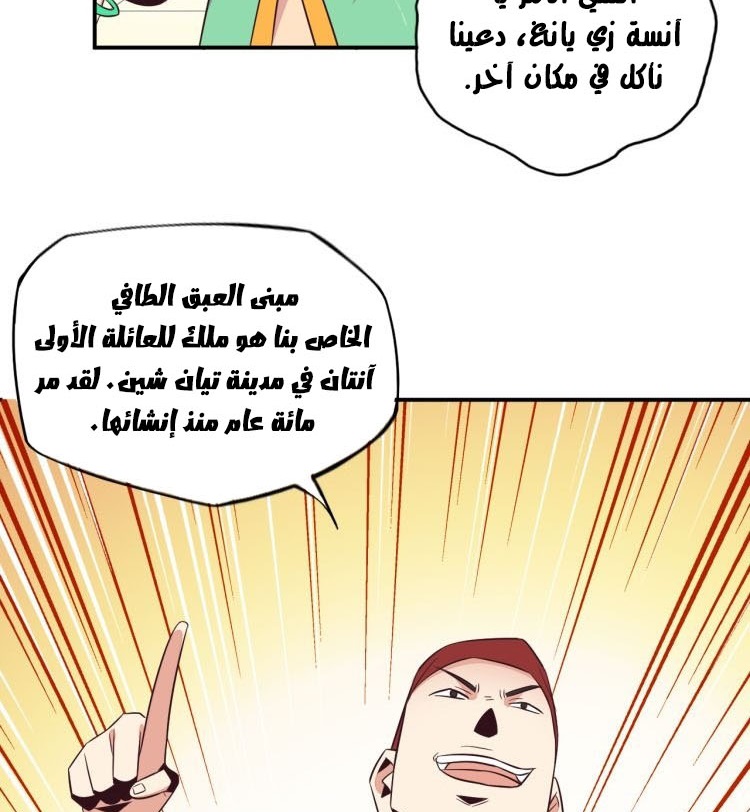 آنسة زي يانغ، دعينا
نأكل في مكان آخر.
مبنى العبق الطافي
الخاص بنا هو ملك للعائلة الأولى
آنتان في مدينة تيان شين. لقد مر
مائة عام منذ إنشائها.